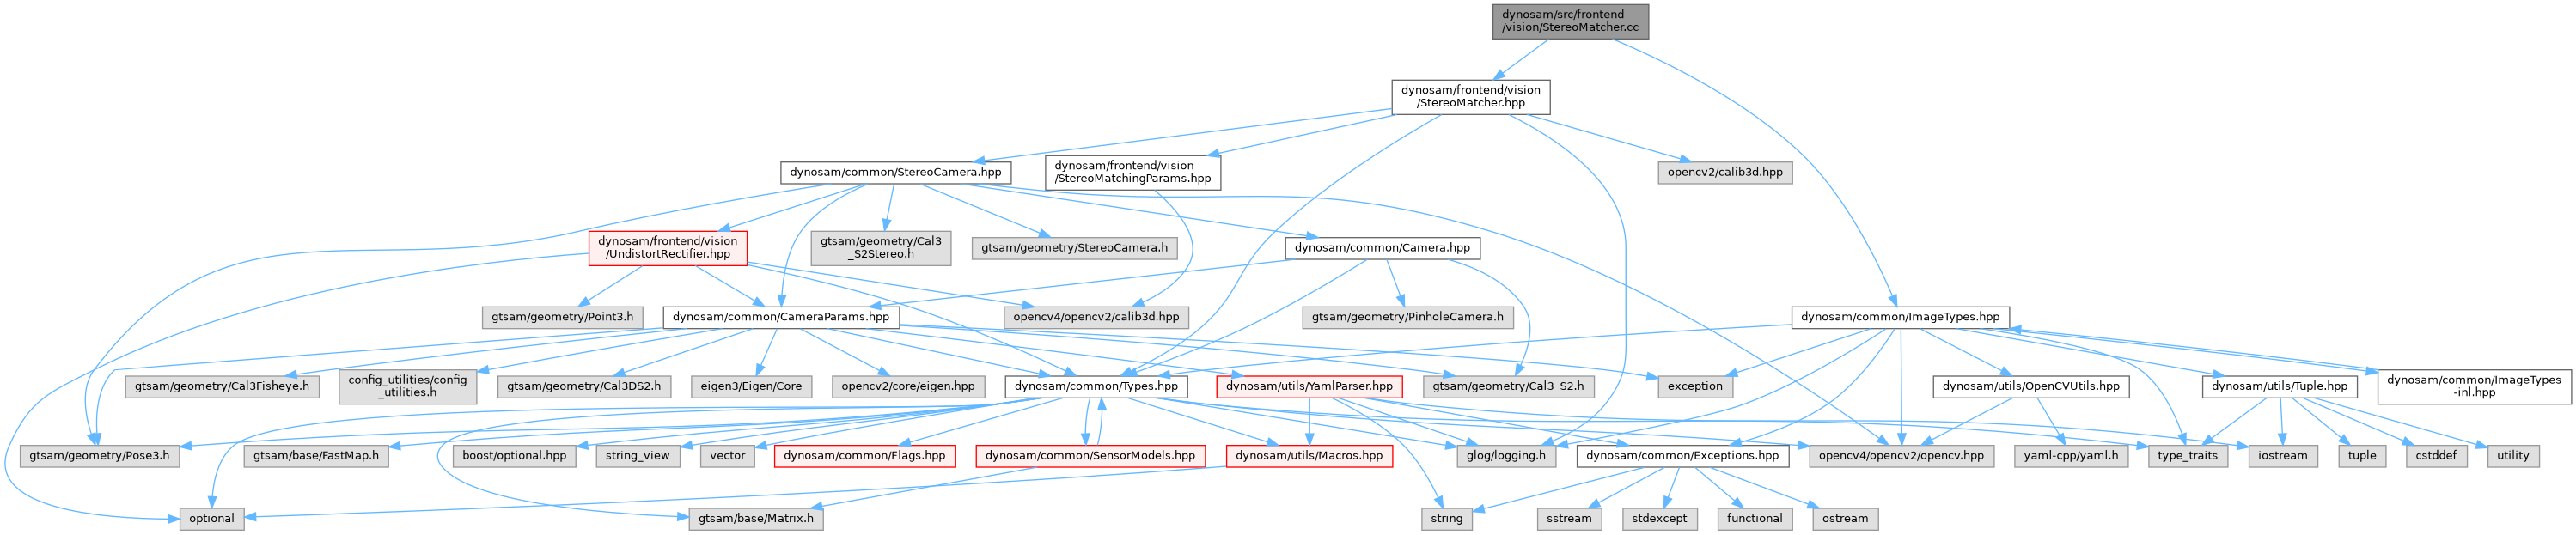 dynosam/src/frontend
/vision/StereoMatcher.cc
dynosam/frontend/vision
/StereoMatcher.hpp
dynosam/common/StereoCamera.hpp
dynosam/frontend/vision
/StereoMatchingParams.hpp
opencv2/calib3d.hpp
dynosam/frontend/vision
/UndistortRectifier.hpp
gtsam/geometry/Cal3
_S2Stereo.h
gtsam/geometry/StereoCamera.h
dynosam/common/Camera.hpp
gtsam/geometry/Point3.h
dynosam/common/CameraParams.hpp
opencv4/opencv2/calib3d.hpp
gtsam/geometry/PinholeCamera.h
dynosam/common/ImageTypes.hpp
gtsam/geometry/Cal3Fisheye.h
config_utilities/config
_utilities.h
gtsam/geometry/Cal3DS2.h
eigen3/Eigen/Core
opencv2/core/eigen.hpp
dynosam/common/Types.hpp
dynosam/utils/YamlParser.hpp
gtsam/geometry/Cal3_S2.h
exception
dynosam/utils/OpenCVUtils.hpp
dynosam/utils/Tuple.hpp
dynosam/common/ImageTypes
-inl.hpp
gtsam/geometry/Pose3.h
gtsam/base/FastMap.h
boost/optional.hpp
string_view
vector
dynosam/common/Flags.hpp
dynosam/common/SensorModels.hpp
dynosam/utils/Macros.hpp
glog/logging.h
dynosam/common/Exceptions.hpp
opencv4/opencv2/opencv.hpp
yaml-cpp/yaml.h
type_traits
iostream
tuple
cstddef
utility
optional
gtsam/base/Matrix.h
string
sstream
stdexcept
functional
ostream